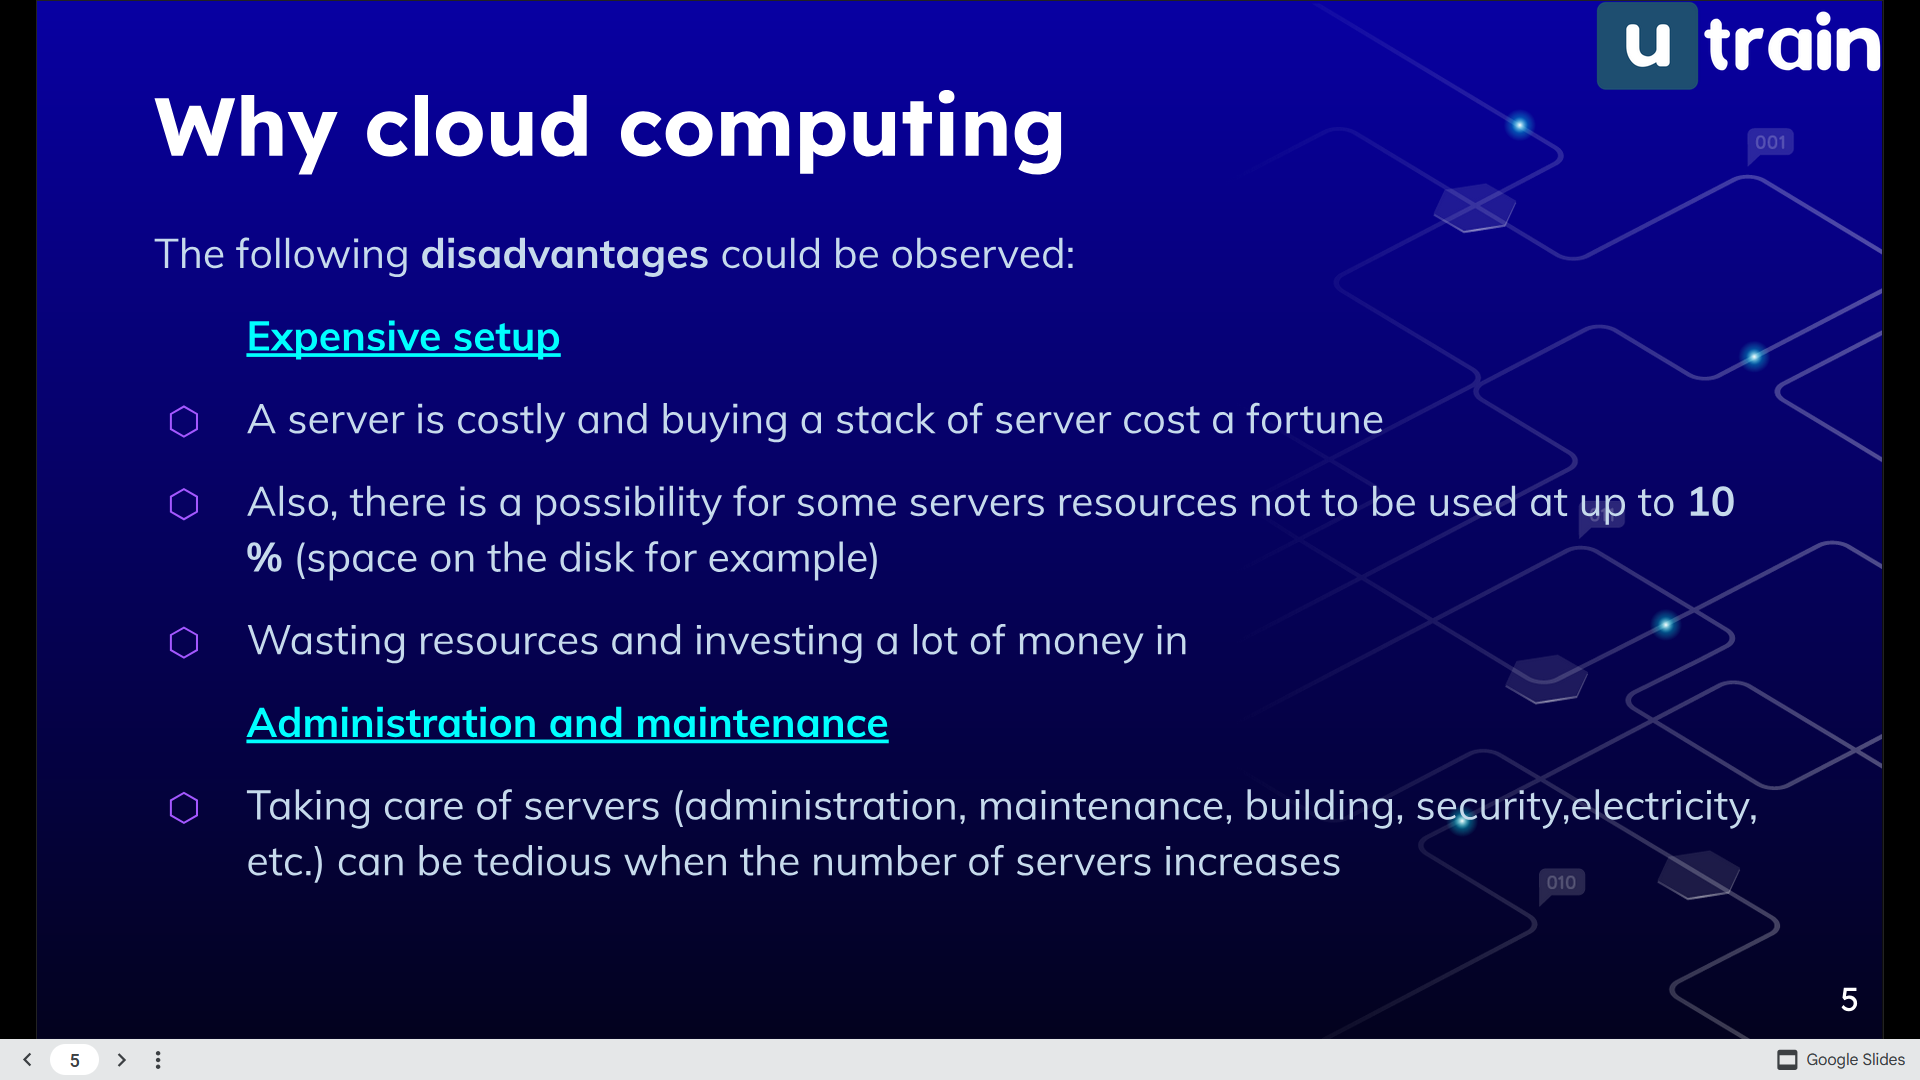 u train
Why cloud computing
001
The following disadvantages could be observed:
Expensive setup
A server is costly and buying a stack of server cost a fortune
Also, there is a possibility for some servers resources not to be used at up to 10
% (space on the disk for example)
Wasting resources and investing a lot of money in
Administration and maintenance
Taking care of servers (administration, maintenance, building, security,electricity,
etc.) can be tedious when the number of servers increases
010
5
5
Google Slides